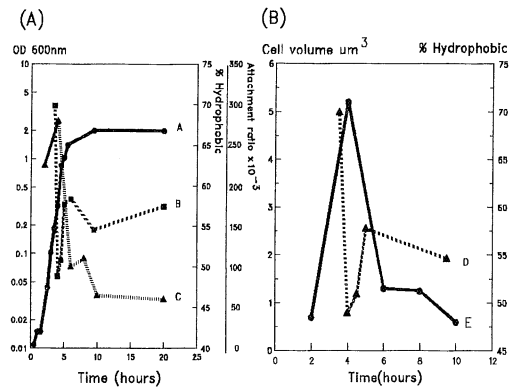 (A)
(B)
OD 600nm
% Hydrophobic
Attachment ratio x10⁻³
Cell volume um³
% Hydrophobic
10
5
2
1
0.5
0.2
0.1
0.05
0.02
0.01
75
70
65
60
55
50
45
40
350
300
250
200
150
100
50
0
A
B
C
0 5 10 15 20 25
Time (hours)
6
5
4
3
2
1
0
75
70
65
60
55
50
45
D
E
0 2 4 6 8 10 12
Time(hours)